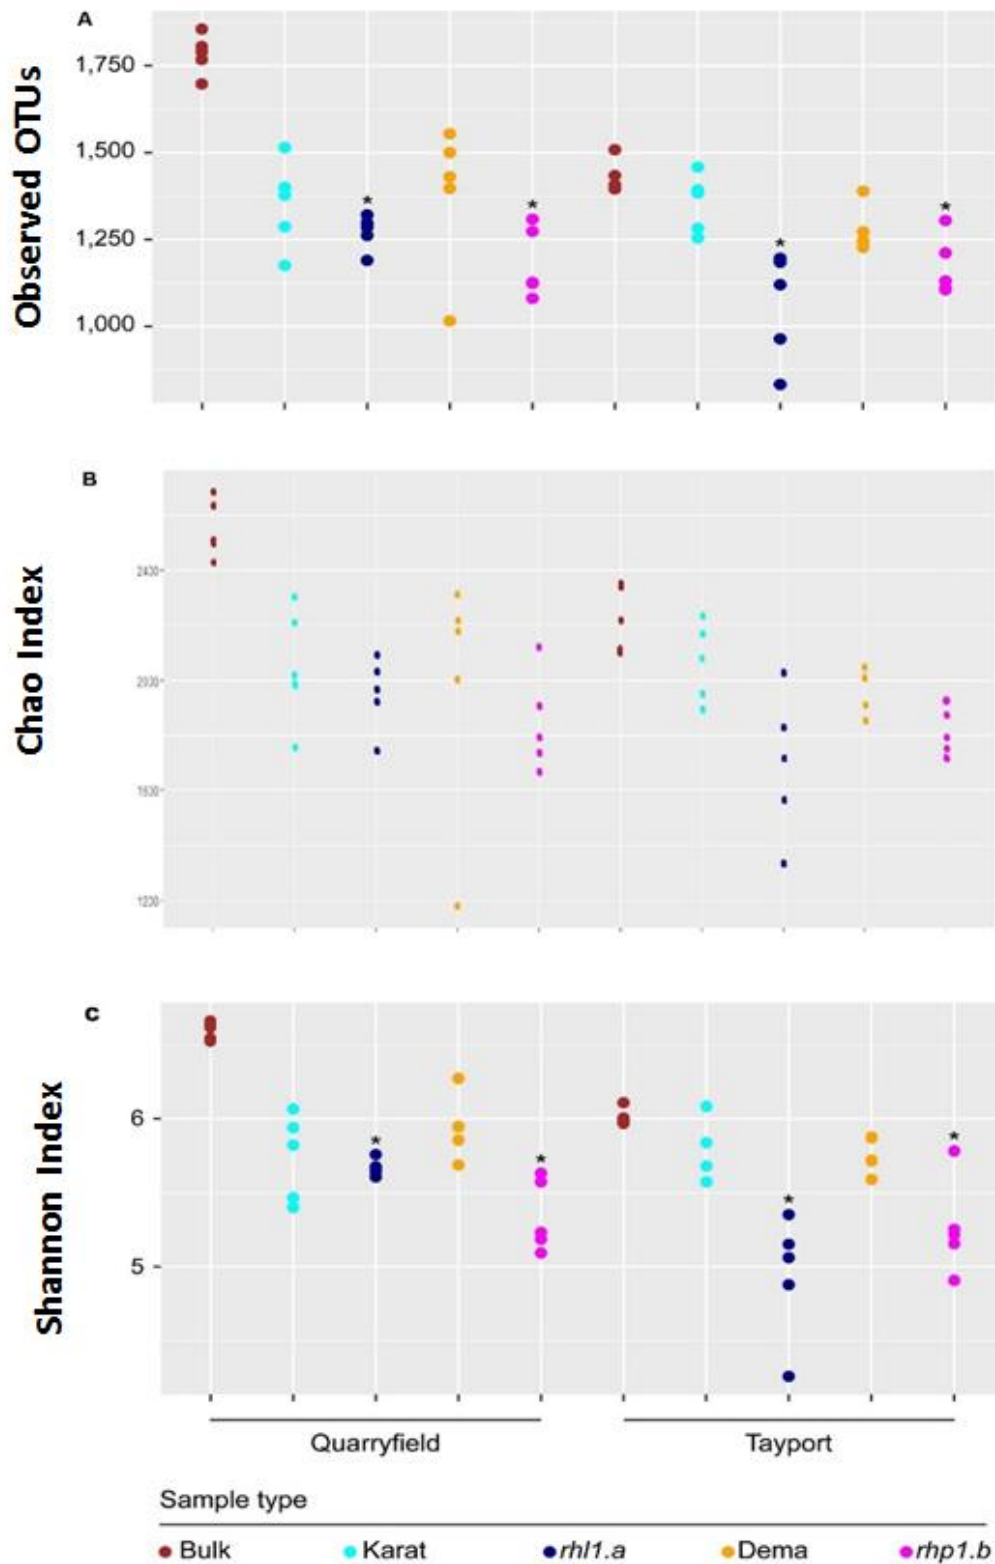 A
Observed OTUs
1,750
1,500
1,250
1,000
*
*
*
*
B
Chao Index
2400
2000
1600
1200
C
Shannon Index
6
5
*
*
*
*
Quarryfield
Tayport
Sample type
Bulk Karat rhl1.a Dema rhp1.b